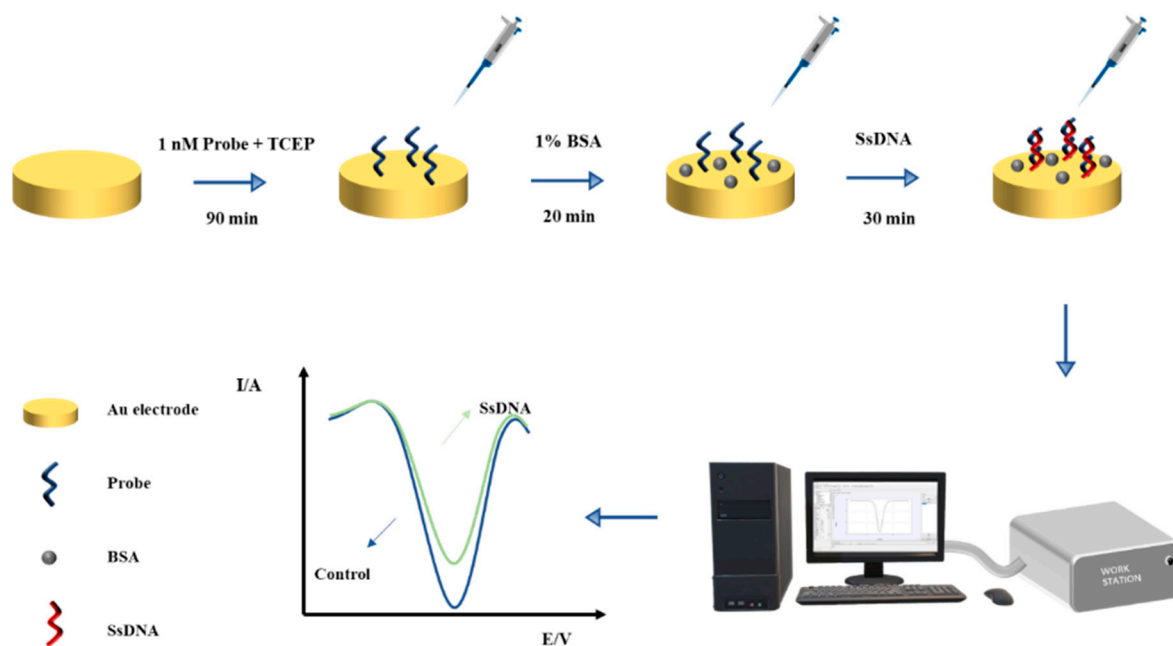 1 nM Probe + TCEP
90 min
1% BSA
20 min
SsDNA
30 min
I/A
SsDNA
Control
E/V
Au electrode
Probe
BSA
SsDNA
WORK
STATION